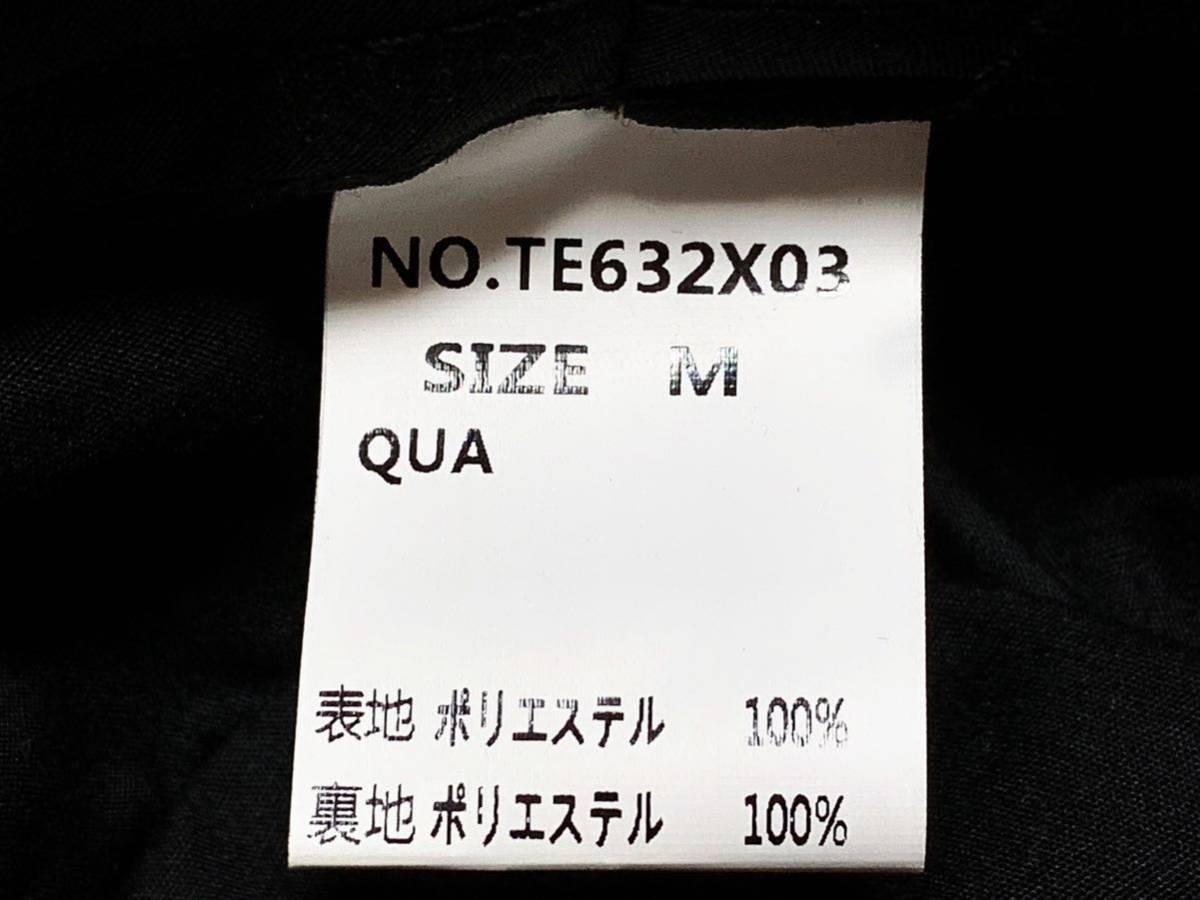 NO.TE632X03
SIZE M
QUA
表地 ポリエステル 100%
裏地 ポリエステル 100%